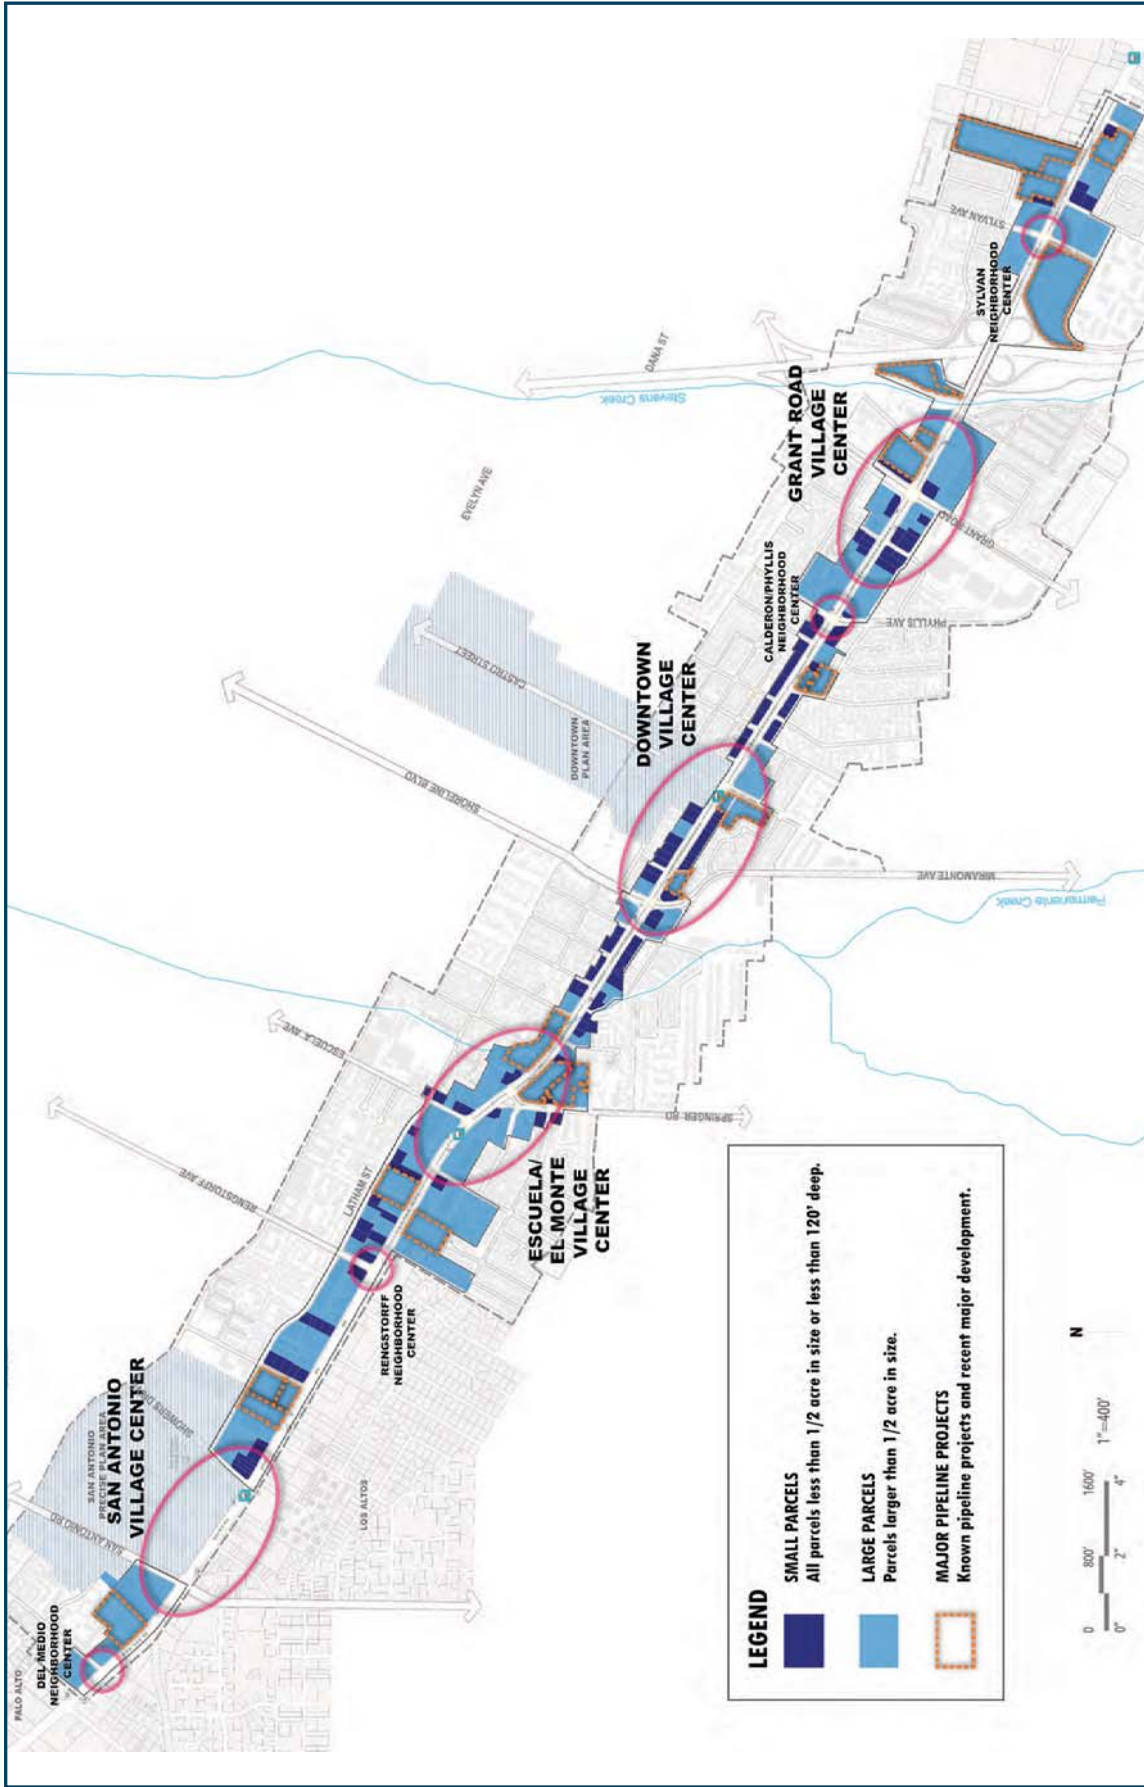 PALO ALTO
DEL MEDIO
NEIGHBORHOOD
CENTER
SAN ANTONIO RD
SAN ANTONIO
PRECISE PLAN AREA
SAN ANTONIO
VILLAGE CENTER
LOS ALTOS
RENGSTORFF AVE
RENGSTORFF
NEIGHBORHOOD
CENTER
LATHAM ST
ESCUELA AVE
ESCUELA/
EL MONTE
VILLAGE
CENTER
SPRINGER RD
SHORELINE BLVD
MIRAMONTE AVE
Permanente Creek
DOWNTOWN
PLAN AREA
CASTRO STREET
DOWNTOWN
VILLAGE
CENTER
EVELYN AVE
CALDERON/PHYLLIS
NEIGHBORHOOD
CENTER
PHYLLIS AVE
GRANT ROAD
VILLAGE
CENTER
GRANT ROAD
Stevens Creek
DANA ST
SYLVAN
NEIGHBORHOOD
CENTER
SYLVAN AVE
LEGEND
SMALL PARCELS
All parcels less than 1/2 acre in size or less than 120' deep.
LARGE PARCELS
Parcels larger than 1/2 acre in size.
MAJOR PIPELINE PROJECTS
Known pipeline projects and recent major development.
0 800' 1600' 1"=400'
0" 2" 4"
N